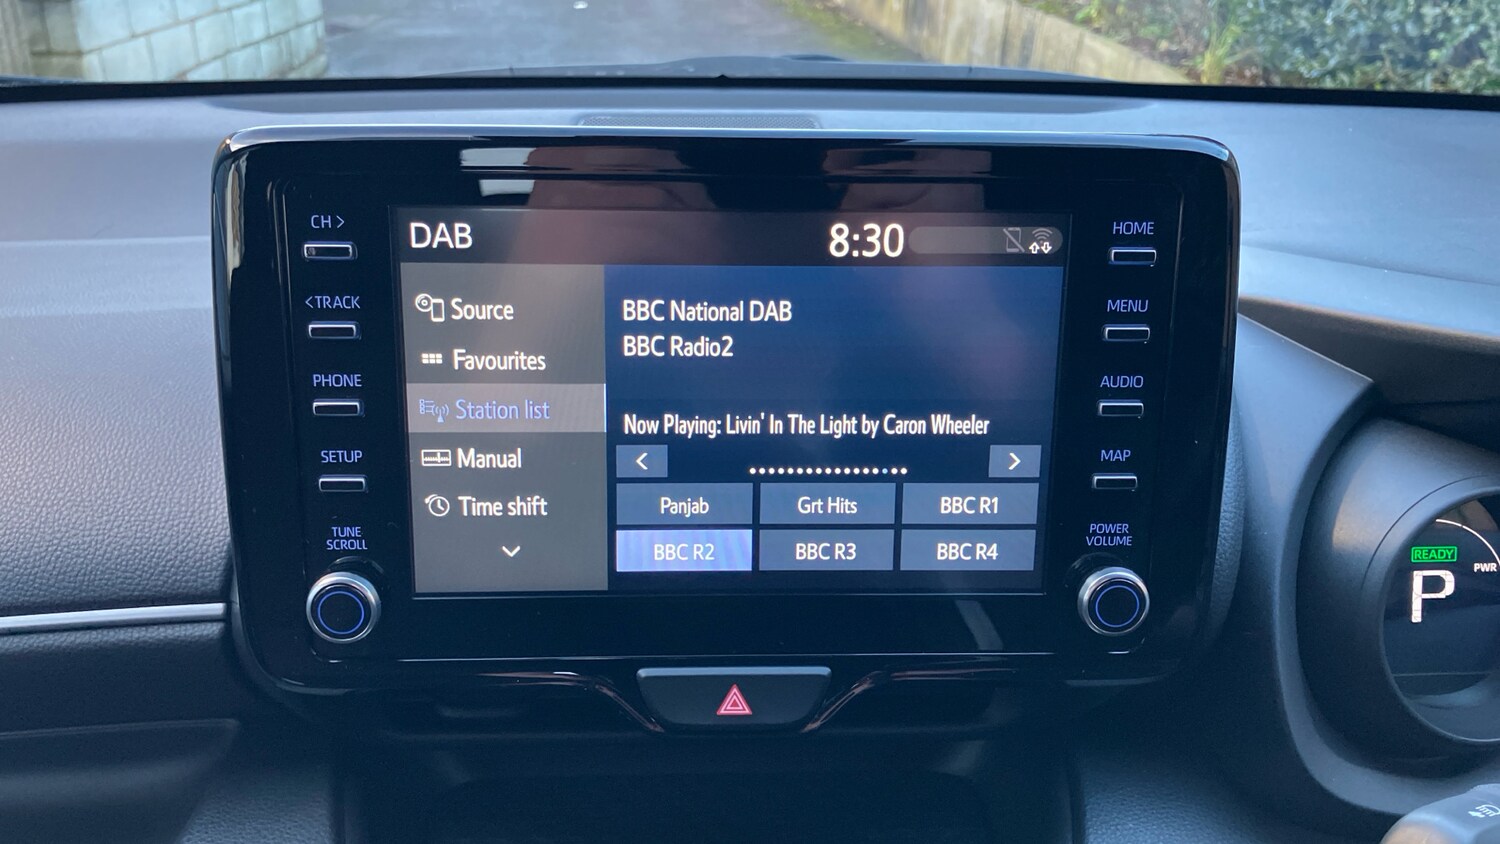 CH >
<TRACK
PHONE
SETUP
TUNE
SCROLL
DAB
8:30
Source
Favourites
Station list
Manual
Time shift
BBC National DAB
BBC Radio2
Now Playing: Livin' In The Light by Caron Wheeler
< >
Panjab Grt Hits BBC R1
BBC R2 BBC R3 BBC R4
HOME
MENU
AUDIO
MAP
POWER
VOLUME
READY
PWR
P